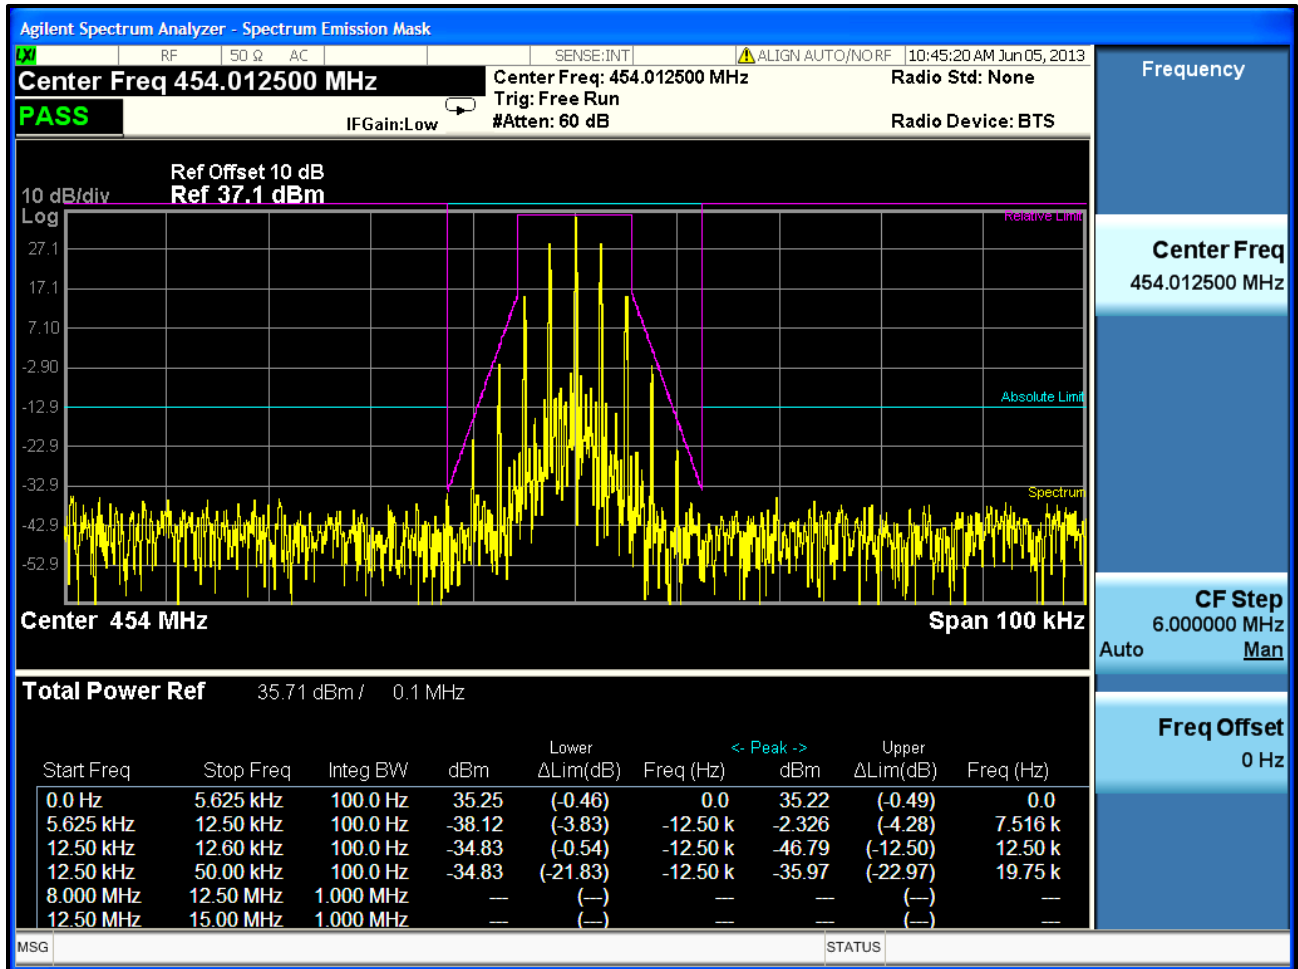 Agilent Spectrum Analyzer - Spectrum Emission Mask
LXI RF 50 Ω AC SENSE:INT ALIGN AUTO/NO RF 10:45:20 AM Jun 05, 2013
Center Freq 454.012500 MHz
Center Freq: 454.012500 MHz Radio Std: None
Trig: Free Run
PASS IFGain:Low #Atten: 60 dB Radio Device: BTS
Ref Offset 10 dB
10 dB/div Ref 37.1 dBm
Log
Relative Limit
27.1
17.1
7.10
-2.90
Absolute Limit
-12.9
-22.9
-32.9
Spectrum
-42.9
-52.9
Center 454 MHz Span 100 kHz
Total Power Ref 35.71 dBm / 0.1 MHz
Lower <- Peak -> Upper
Start Freq Stop Freq Integ BW dBm ΔLim(dB) Freq (Hz) dBm ΔLim(dB) Freq (Hz)
0.0 Hz 5.625 kHz 100.0 Hz 35.25 (-0.46) 0.0 35.22 (-0.49) 0.0
5.625 kHz 12.50 kHz 100.0 Hz -38.12 (-3.83) -12.50 k -2.326 (-4.28) 7.516 k
12.50 kHz 12.60 kHz 100.0 Hz -34.83 (-0.54) -12.50 k -46.79 (-12.50) 12.50 k
12.50 kHz 50.00 kHz 100.0 Hz -34.83 (-21.83) -12.50 k -35.97 (-22.97) 19.75 k
8.000 MHz 12.50 MHz 1.000 MHz --- (---) --- --- (---) ---
12.50 MHz 15.00 MHz 1.000 MHz --- (---) --- --- (---) ---
MSG STATUS
Frequency
Center Freq
454.012500 MHz
CF Step
6.000000 MHz
Auto Man
Freq Offset
0 Hz